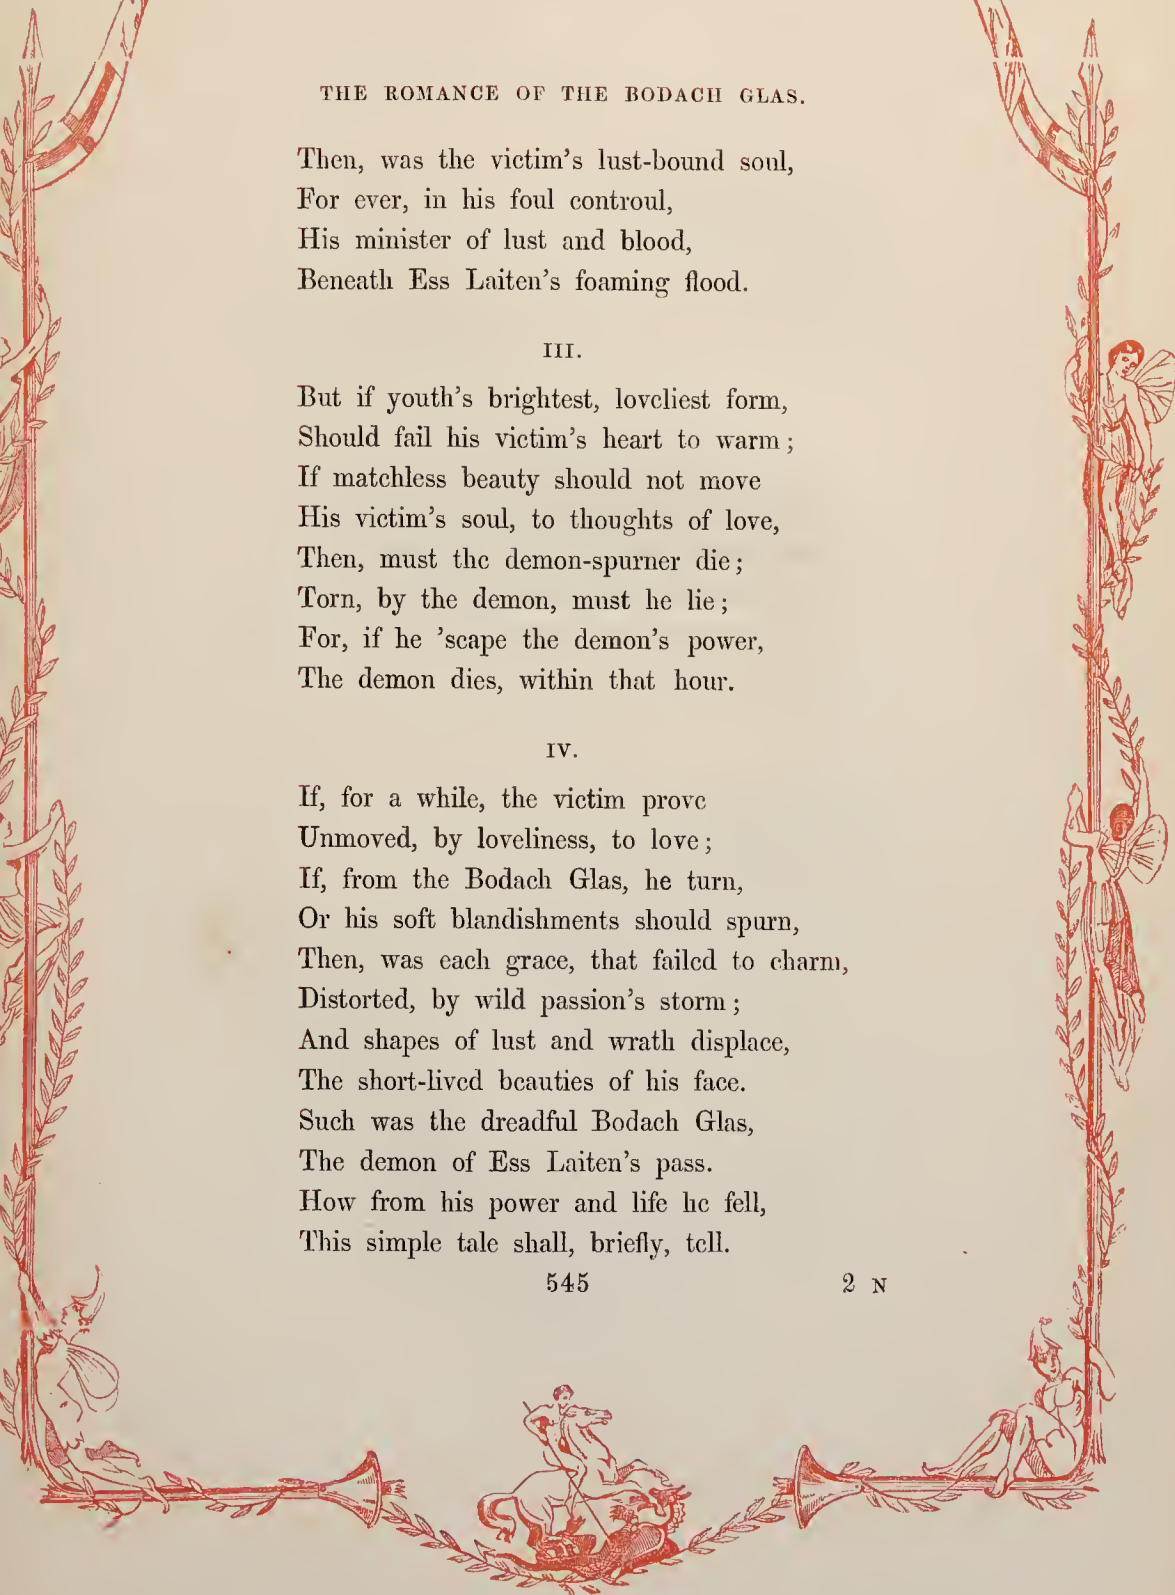 THE ROMANCE OF THE BODACH GLAS.
Then, was the victim's lust-bound soul,
For ever, in his foul controul,
His minister of lust and blood,
Beneath Ess Laiten's foaming flood.
III.
But if youth's brightest, loveliest form,
Should fail his victim's heart to warm;
If matchless beauty should not move
His victim's soul, to thoughts of love,
Then, must the demon-spurner die;
Torn, by the demon, must he lie;
For, if he 'scape the demon's power,
The demon dies, within that hour.
IV.
If, for a while, the victim prove
Unmoved, by loveliness, to love;
If, from the Bodach Glas, he turn,
Or his soft blandishments should spurn,
Then, was each grace, that failed to charm,
Distorted, by wild passion's storm;
And shapes of lust and wrath displace,
The short-lived beauties of his face.
Such was the dreadful Bodach Glas,
The demon of Ess Laiten's pass.
How from his power and life he fell,
This simple tale shall, briefly, tell.
545 2 N